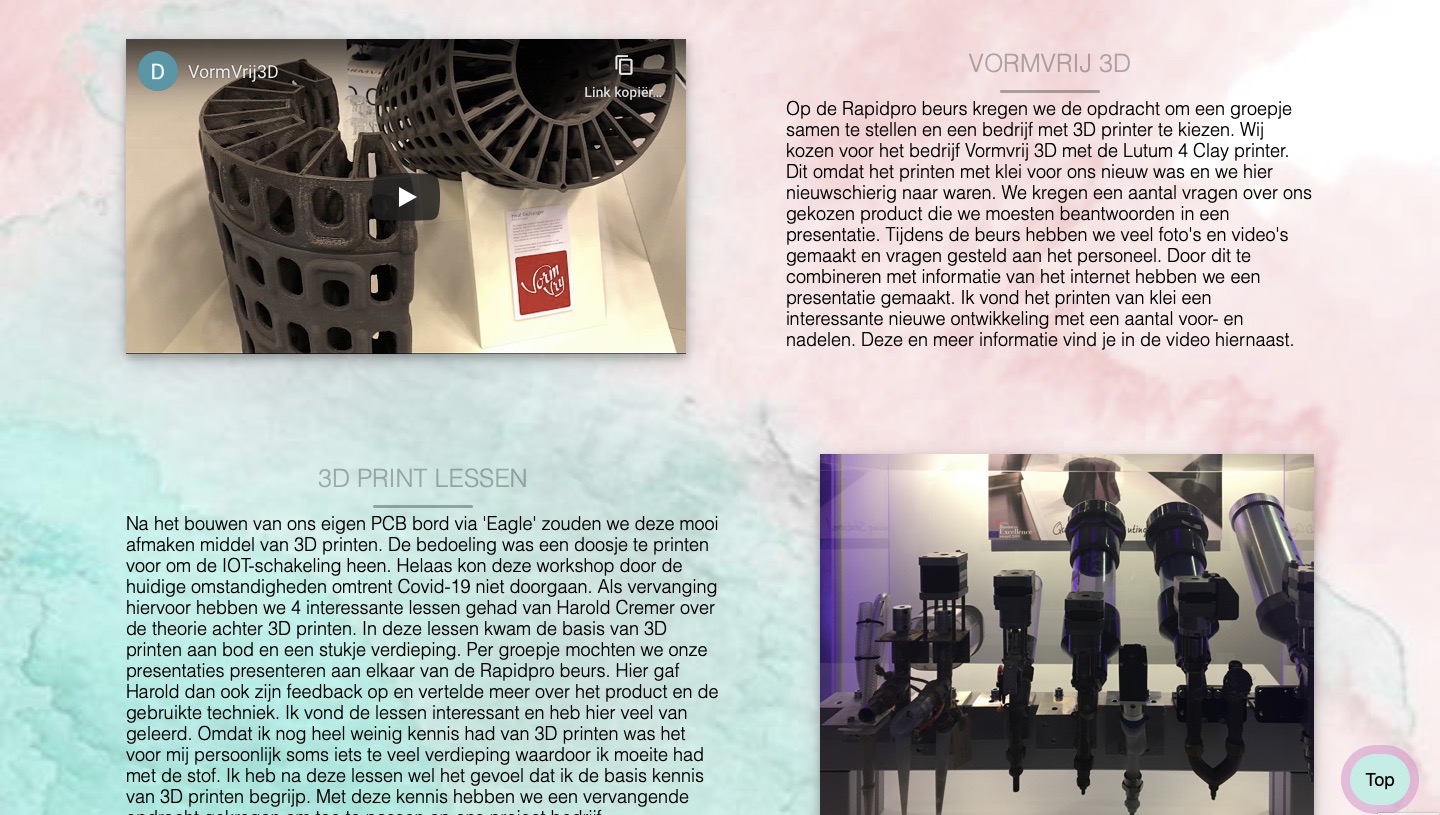 D
VormVrij3D
Link kopiër...
Vorm
Vrij
VORMVRIJ 3D
Op de Rapidpro beurs kregen we de opdracht om een groepje
samen te stellen en een bedrijf met 3D printer te kiezen. Wij
kozen voor het bedrijf Vormvrij 3D met de Lutum 4 Clay printer.
Dit omdat het printen met klei voor ons nieuw was en we hier
nieuwschierig naar waren. We kregen een aantal vragen over ons
gekozen product die we moesten beantwoorden in een
presentatie. Tijdens de beurs hebben we veel foto's en video's
gemaakt en vragen gesteld aan het personeel. Door dit te
combineren met informatie van het internet hebben we een
presentatie gemaakt. Ik vond het printen van klei een
interessante nieuwe ontwikkeling met een aantal voor- en
nadelen. Deze en meer informatie vind je in de video hiernaast.
3D PRINT LESSEN
Na het bouwen van ons eigen PCB bord via 'Eagle' zouden we deze mooi
afmaken middel van 3D printen. De bedoeling was een doosje te printen
voor om de IOT-schakeling heen. Helaas kon deze workshop door de
huidige omstandigheden omtrent Covid-19 niet doorgaan. Als vervanging
hiervoor hebben we 4 interessante lessen gehad van Harold Cremer over
de theorie achter 3D printen. In deze lessen kwam de basis van 3D
printen aan bod en een stukje verdieping. Per groepje mochten we onze
presentaties presenteren aan elkaar van de Rapidpro beurs. Hier gaf
Harold dan ook zijn feedback op en vertelde meer over het product en de
gebruikte techniek. Ik vond de lessen interessant en heb hier veel van
geleerd. Omdat ik nog heel weinig kennis had van 3D printen was het
voor mij persoonlijk soms iets te veel verdieping waardoor ik moeite had
met de stof. Ik heb na deze lessen wel het gevoel dat ik de basis kennis
van 3D printen begrijp. Met deze kennis hebben we een vervangende
opdracht gekregen om toe te passen op ons project bedrijf.
Excellence
Top